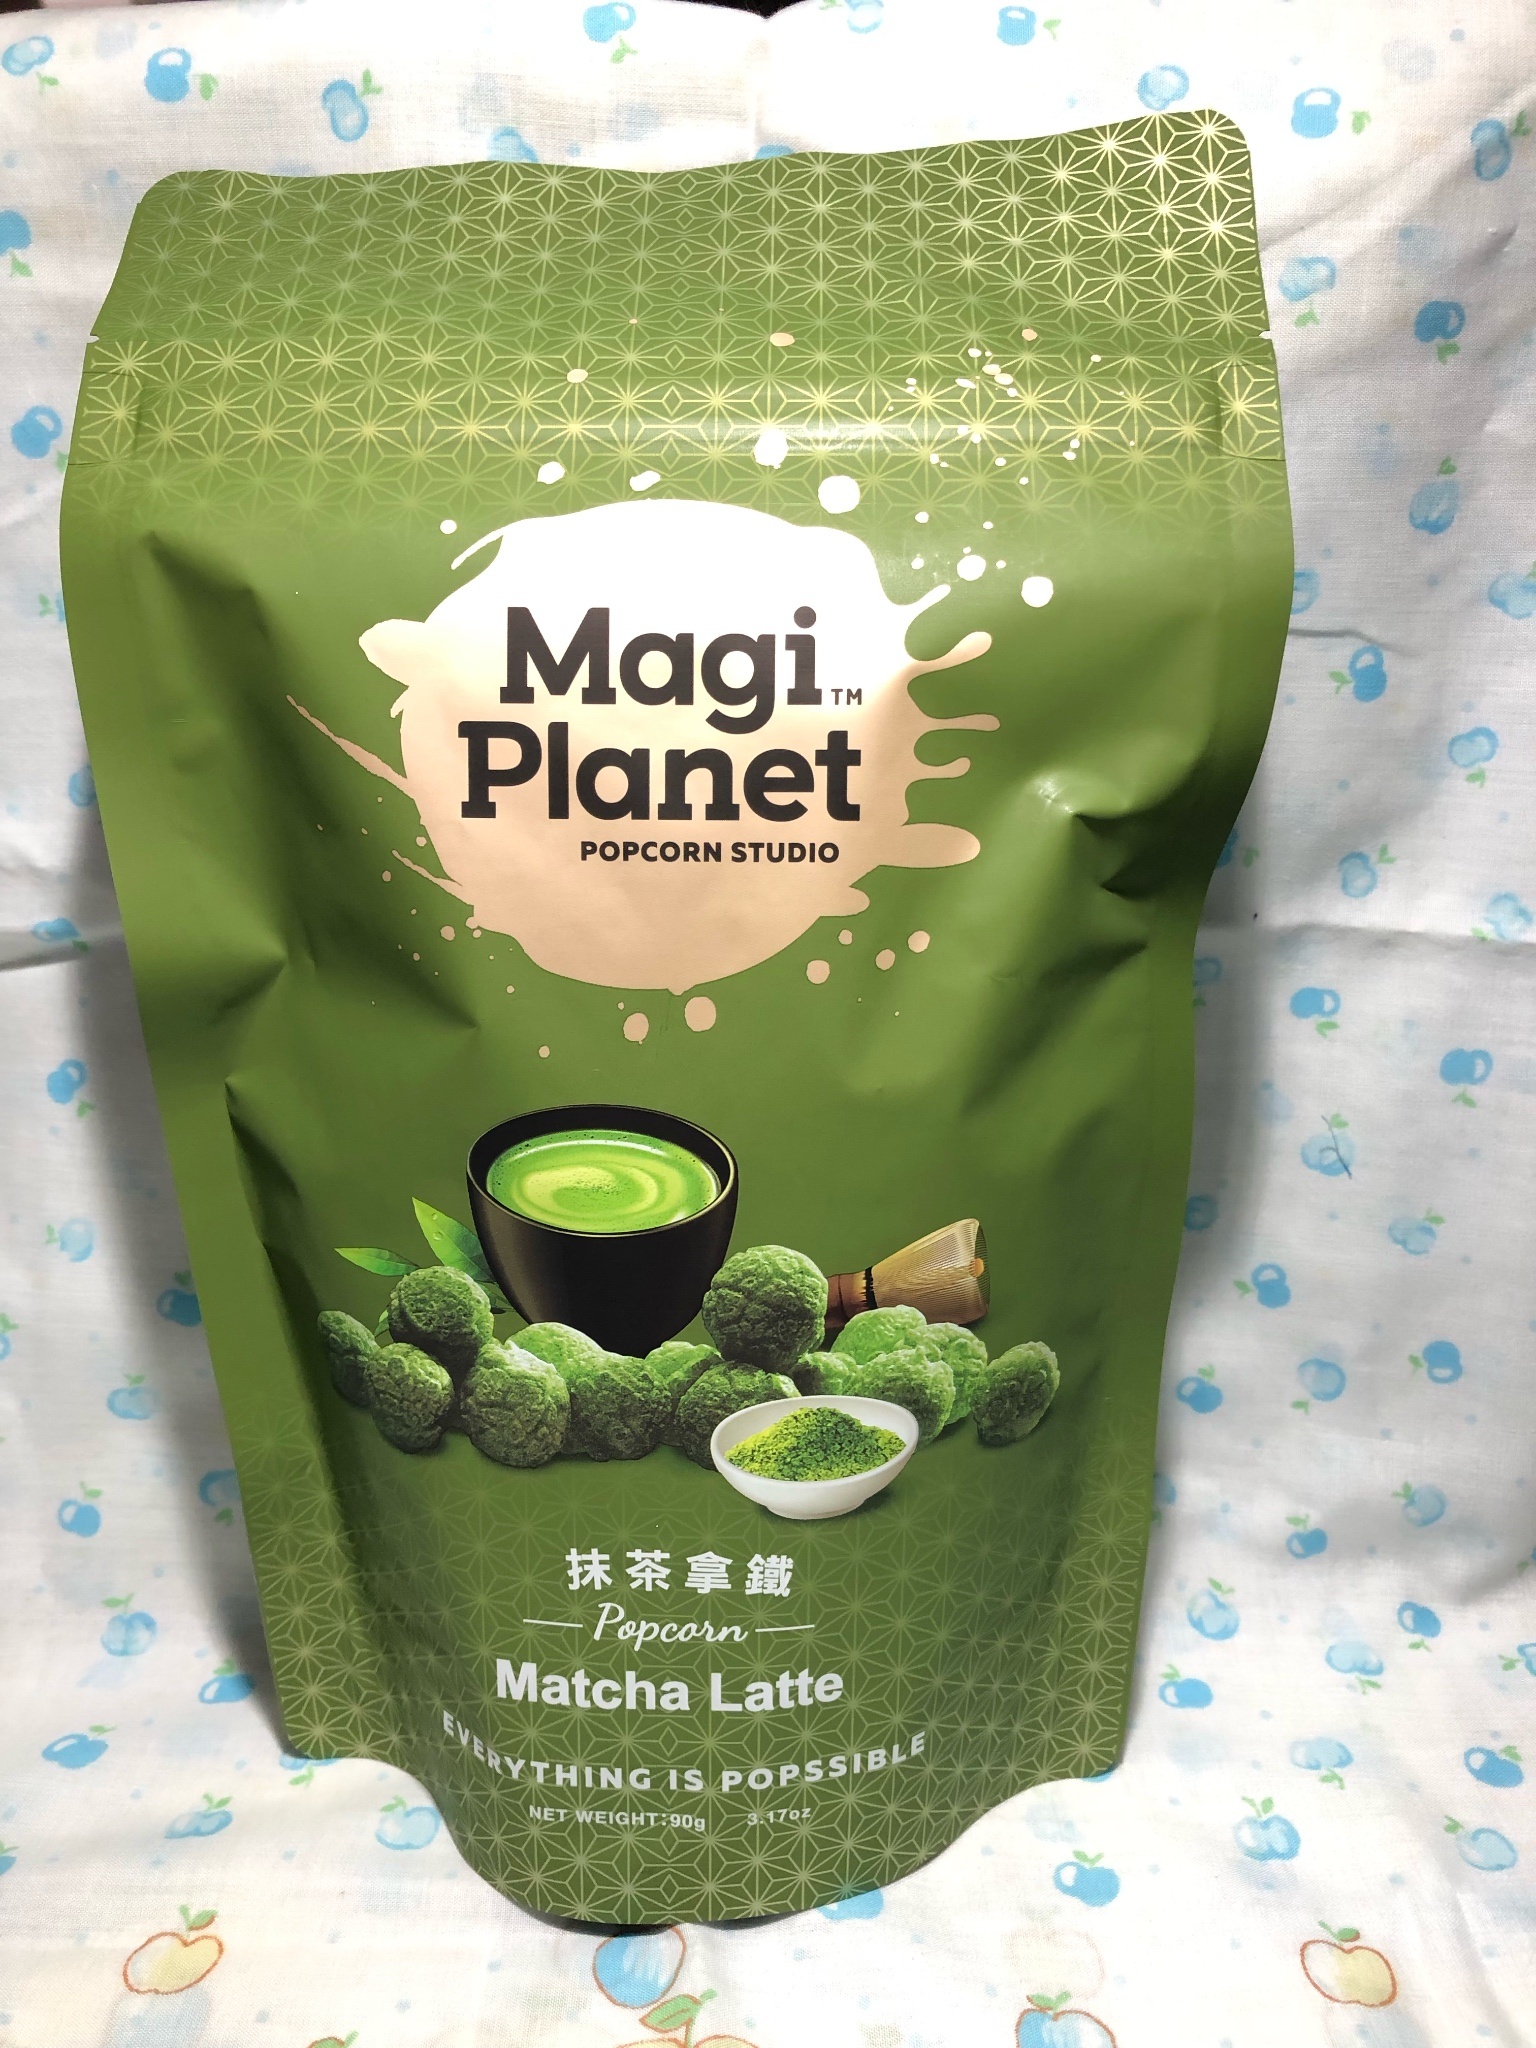 Magi™
Planet
POPCORN STUDIO
抹茶拿鐵
Popcorn
Matcha Latte
EVERYTHING IS POPSSIBLE
NET WEIGHT:90g 3.17oz